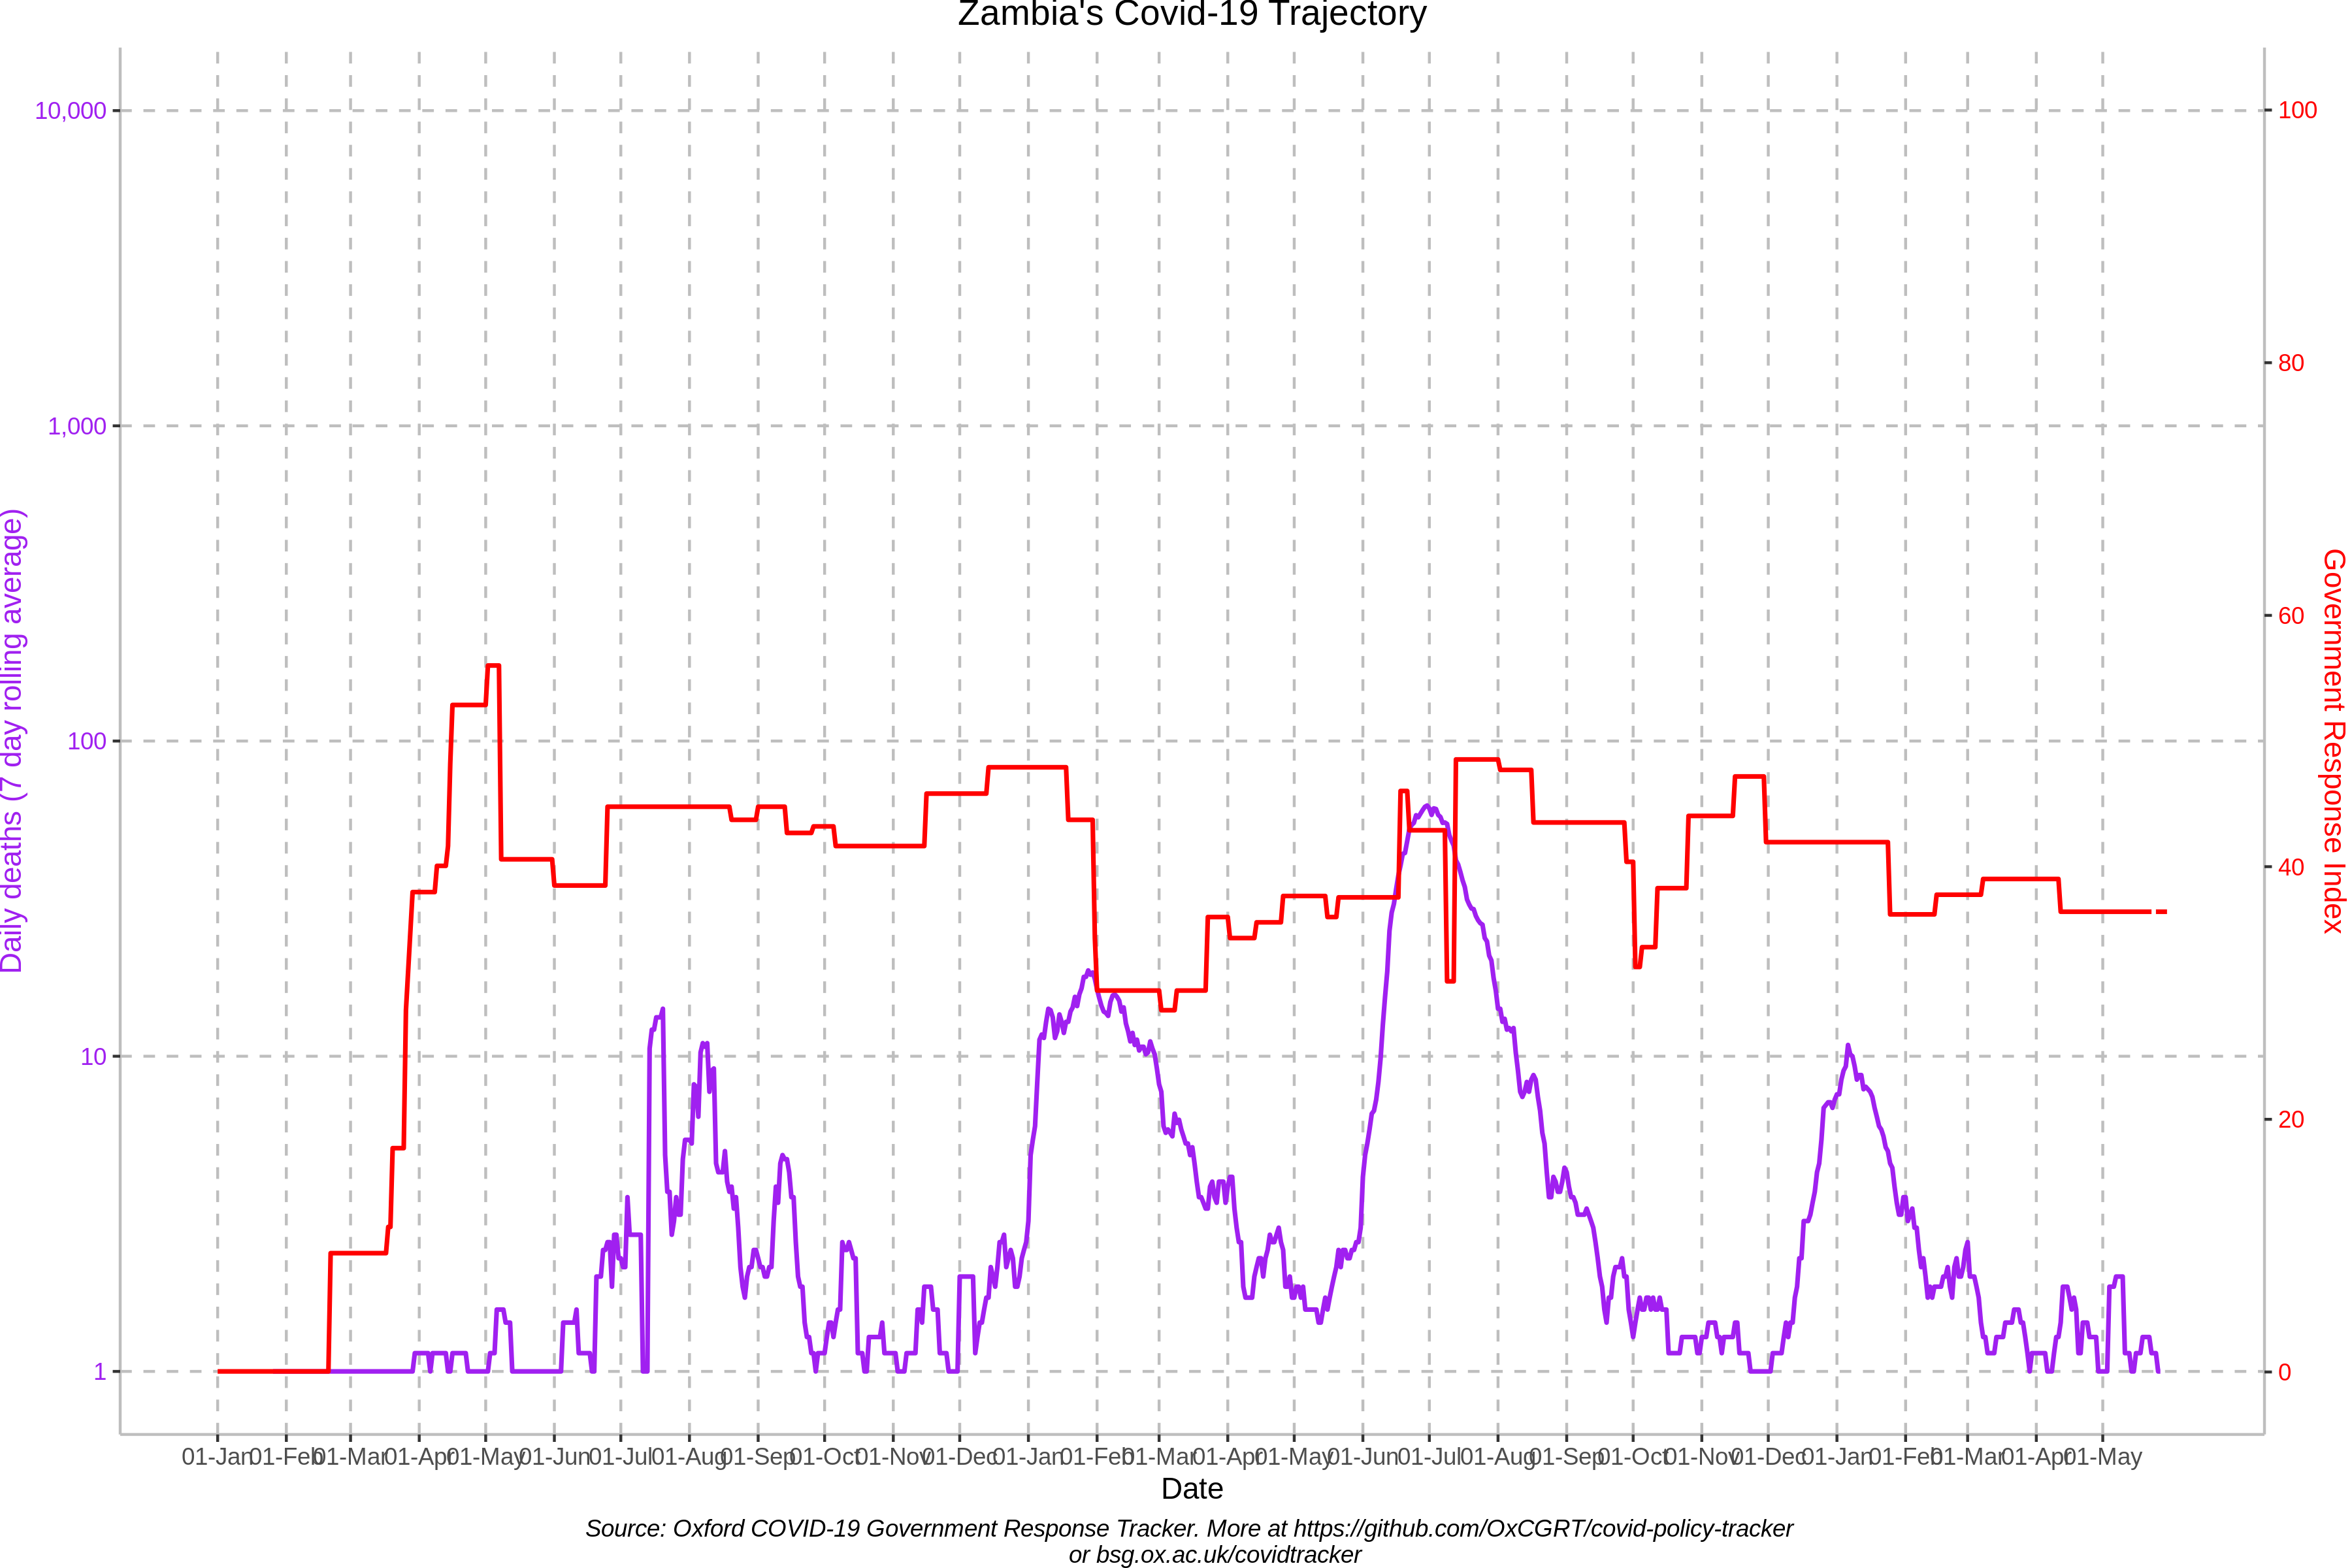 Zambia's Covid-19 Trajectory
10,000
1,000
100
10
1
Daily deaths (7 day rolling average)
100
80
60
40
20
0
Government Response Index
01-Jan 01-Feb 01-Mar 01-Apr 01-May 01-Jun 01-Jul 01-Aug 01-Sep 01-Oct 01-Nov 01-Dec 01-Jan 01-Feb 01-Mar 01-Apr 01-May 01-Jun 01-Jul 01-Aug 01-Sep 01-Oct 01-Nov 01-Dec 01-Jan 01-Feb 01-Mar 01-Apr 01-May
Date
Source: Oxford COVID-19 Government Response Tracker. More at https://github.com/OxCGRT/covid-policy-tracker
or bsg.ox.ac.uk/covidtracker